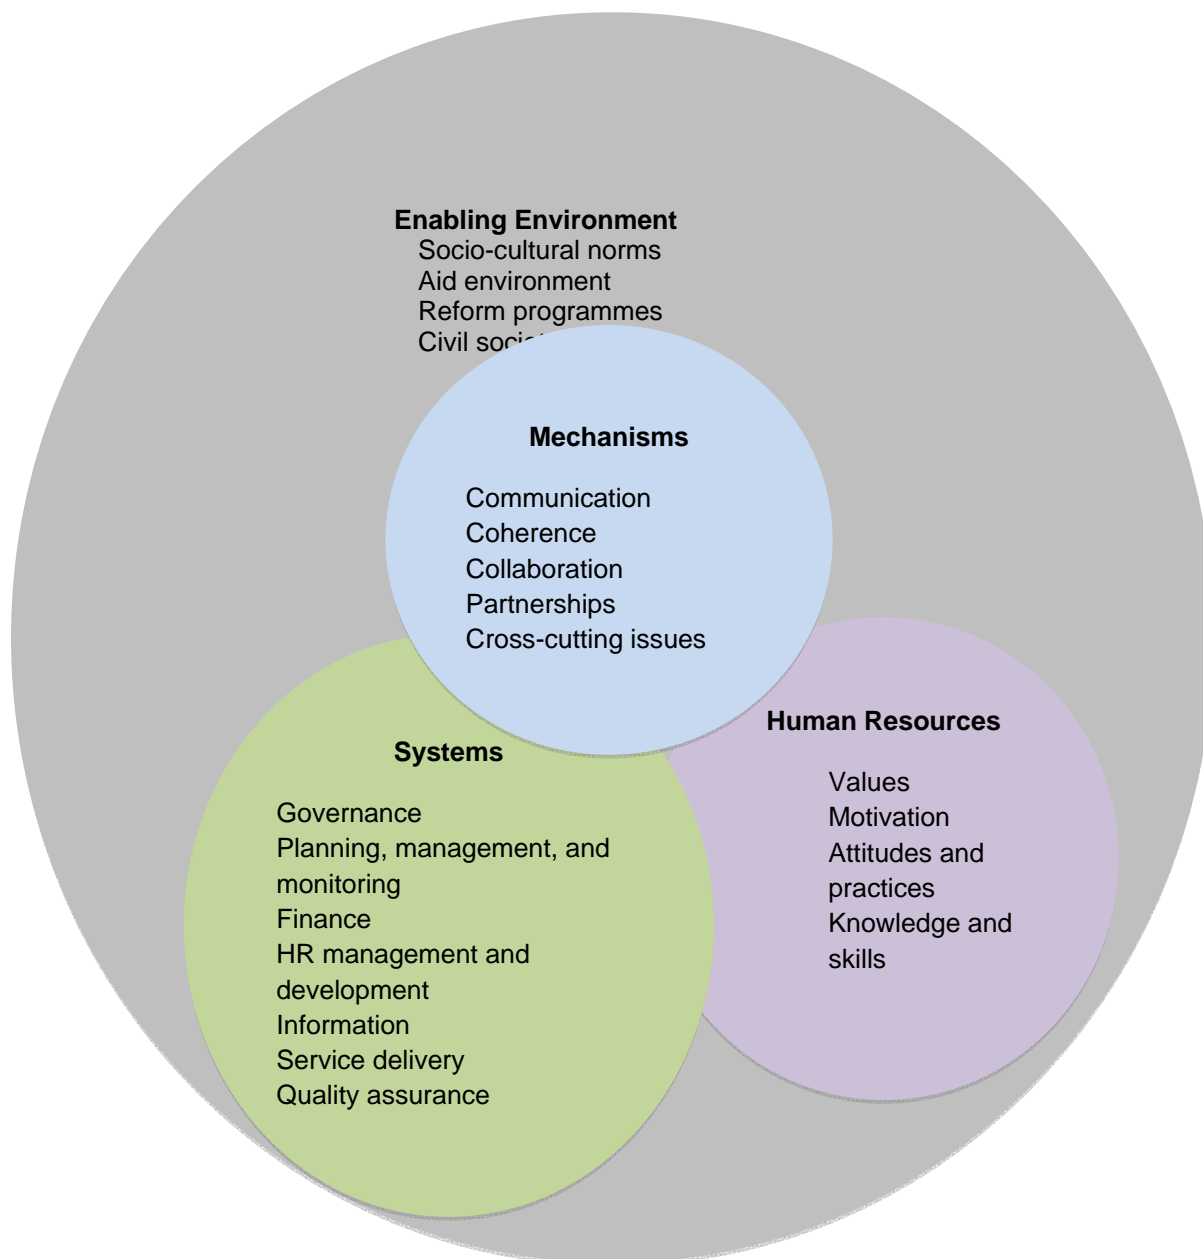 Enabling Environment
Socio-cultural norms
Aid environment
Reform programmes
Civil
Mechanisms
Communication
Coherence
Collaboration
Partnerships
Cross-cutting issues
Human Resources
Values
Motivation
Attitudes and
practices
Knowledge and
skills
Systems
Governance
Planning, management, and
monitoring
Finance
HR management and
development
Information
Service delivery
Quality assurance